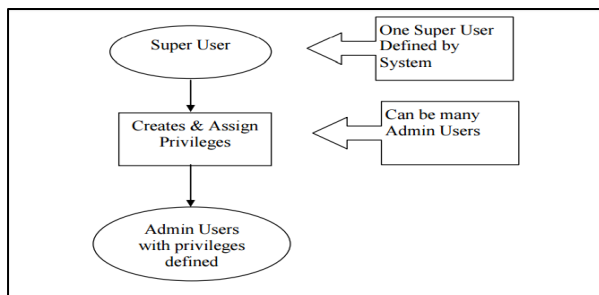 Super User
One Super User
Defined by
System
Creates & Assign
Privileges
Can be many
Admin Users
Admin Users
with privileges
defined